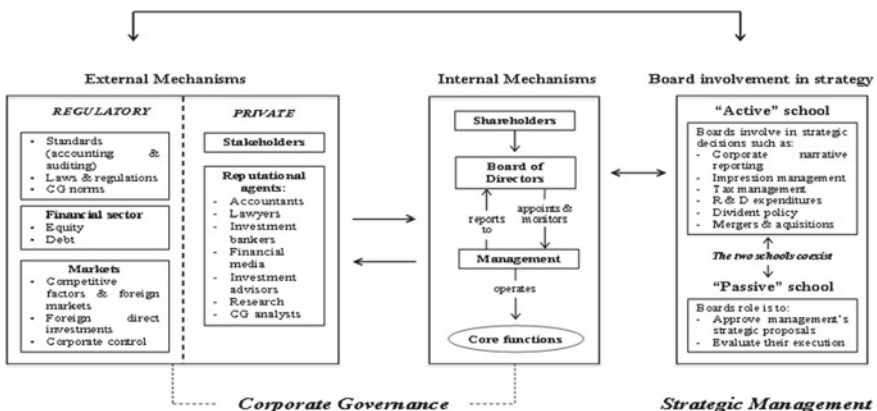 External Mechanisms
REGULATORY
• Standards
(accounting &
auditing)
• Laws & regulations
• CG norms
Financial sector
• Equity
• Debt
Markets
• Competitive
factors & foreign
markets
• Foreign direct
investments
• Corporate control
PRIVATE
Stakeholders
Reputational
agents:
- Accountants
- Lawyers
- Investment
bankers
- Financial
media
- Investment
advisors
- Research
- CG analysts
Internal Mechanisms
Shareholders
Board of
Directors
reports
to
appoints &
monitors
Management
operates
Core functions
Board involvement in strategy
"Active" school
Boards involve in strategic
decisions such as:
- Corporate narrative
reporting
- Impression management
- Tax management
- R & D expenditures
- Divident policy
- Mergers & aquisitions
The two schools coexist
"Passive" school
Boards role is to:
- Approve management's
strategic proposals
- Evaluate their execution
Corporate Governance
Strategic Management